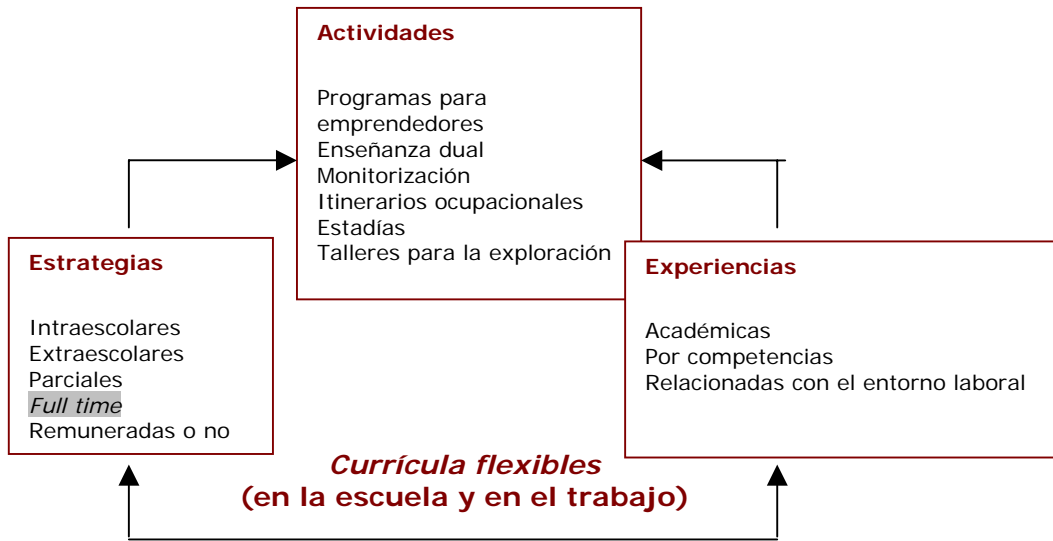 Actividades
Programas para
emprendedores
Enseñanza dual
Monitorización
Itinerarios ocupacionales
Estadías
Talleres para la exploración
Estrategias
Intraescolares
Extraescolares
Parciales
Full time
Remuneradas o no
Experiencias
Académicas
Por competencias
Relacionadas con el entorno laboral
Currícula flexibles
(en la escuela y en el trabajo)